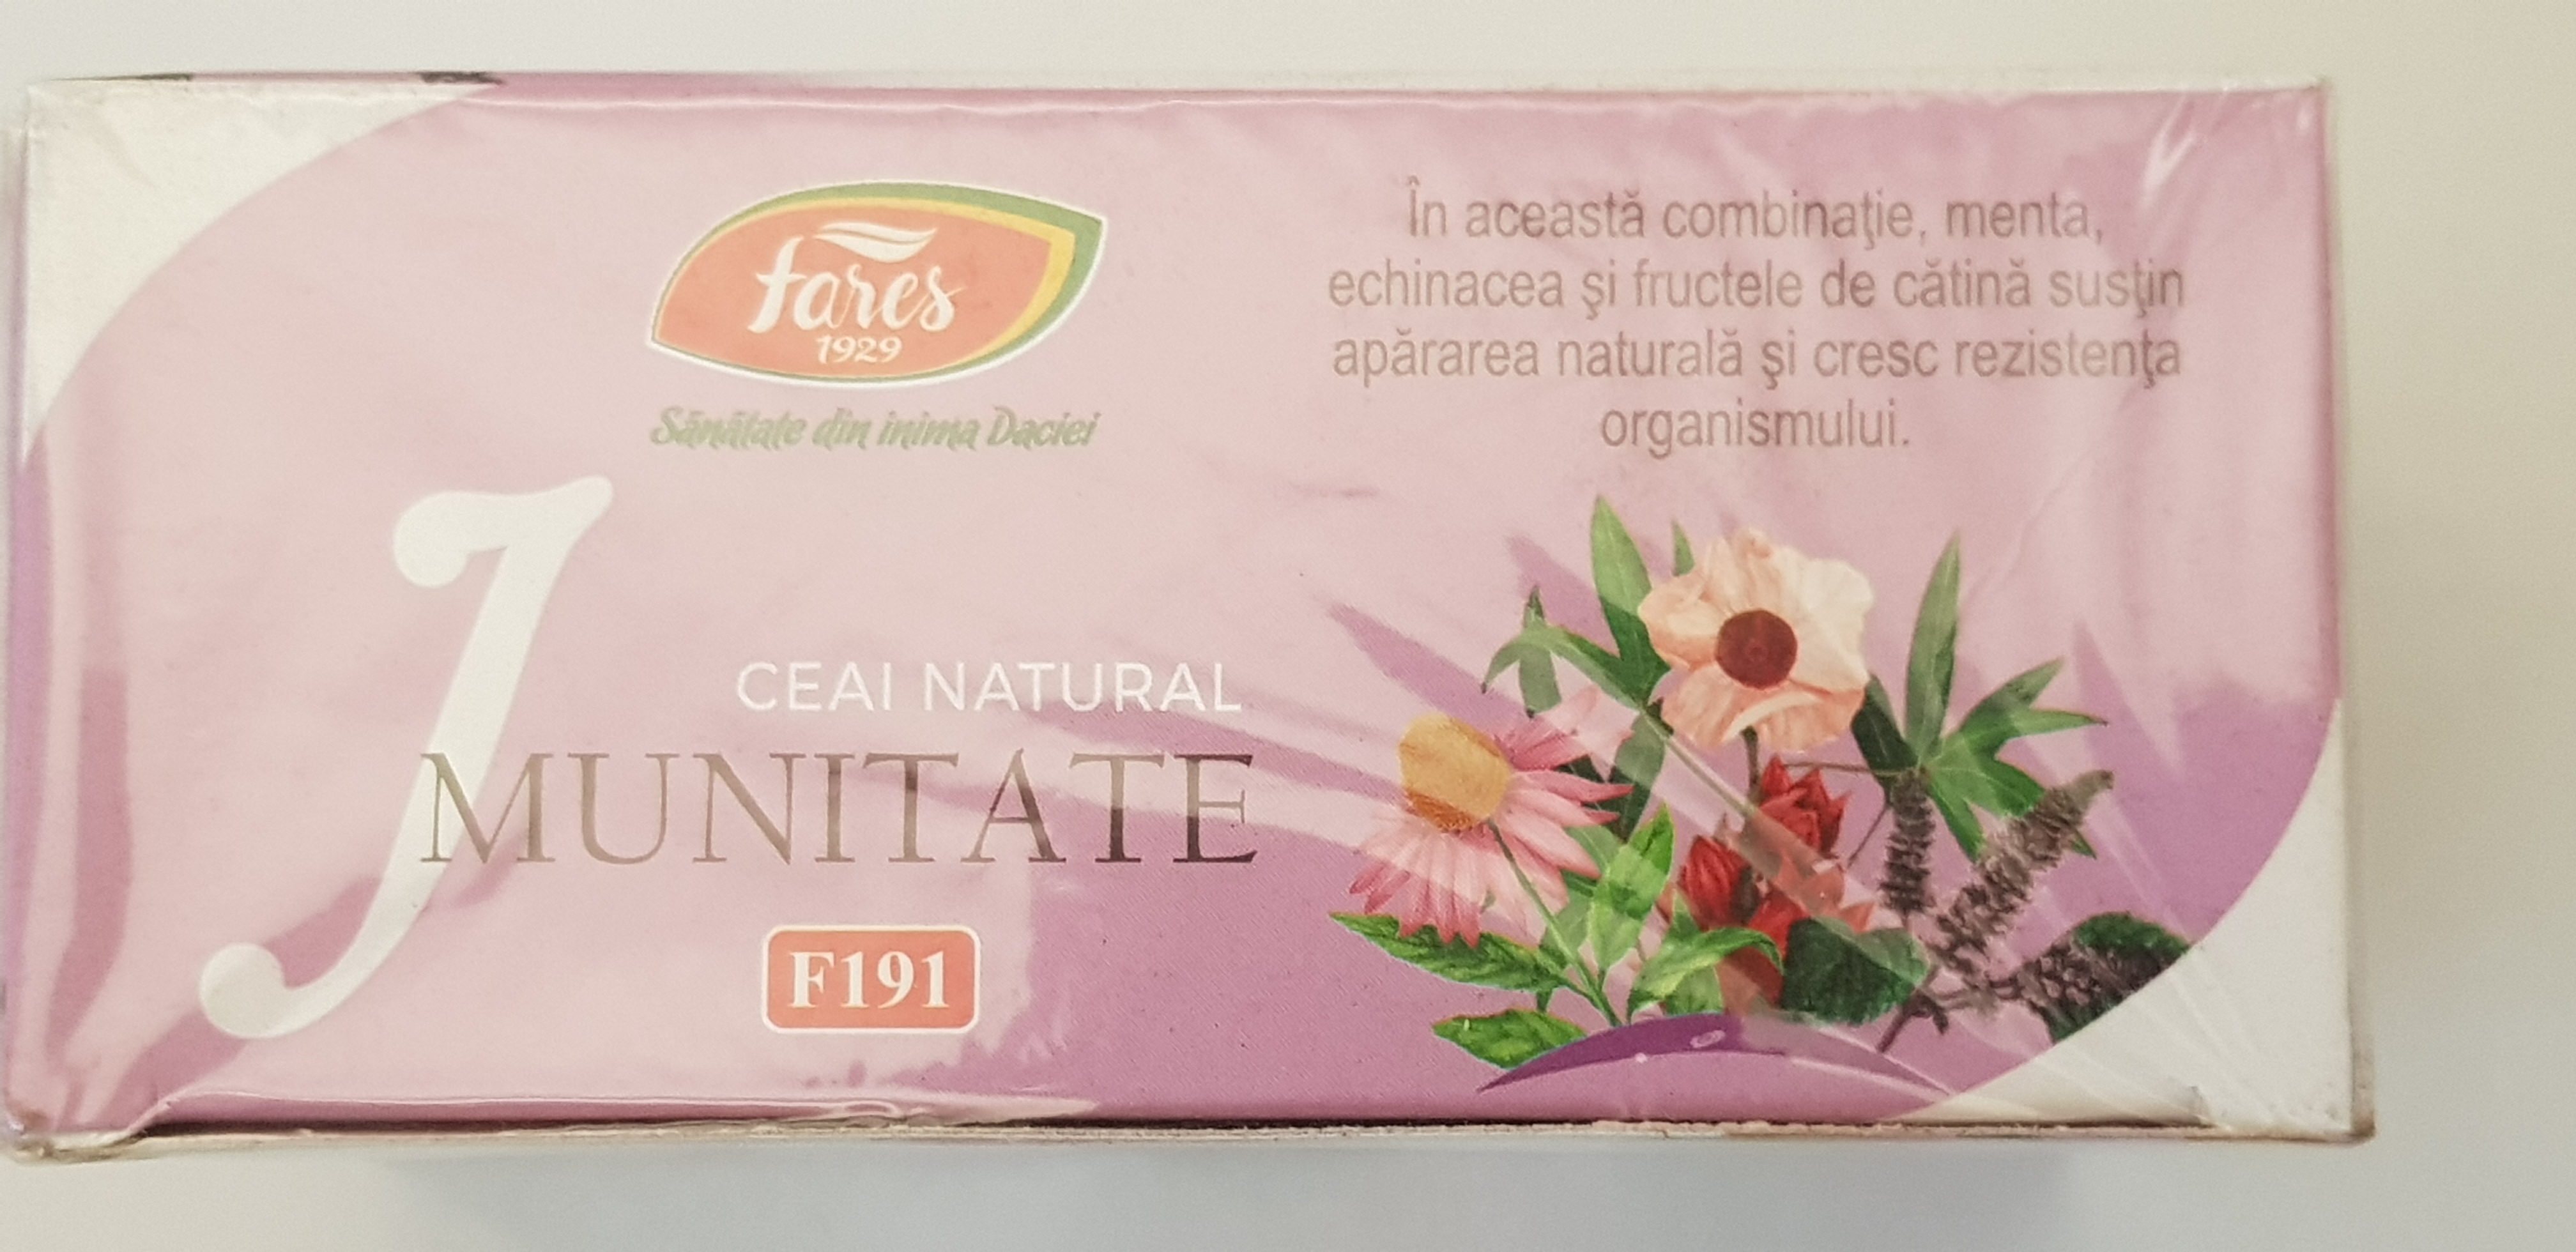 fares
1929
Sănătate din inima Daciei
În această combinaţie, menta,
echinacea şi fructele de cătină susţin
apărarea naturală şi cresc rezistenţa
organismului.
CEAI NATURAL
IMUNITATE
F191